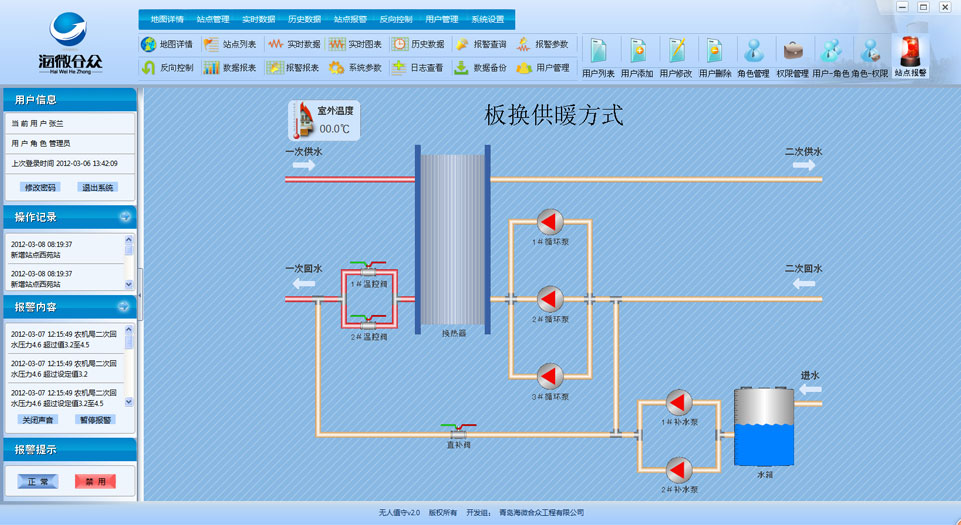 海微合众
Hai Wei He Zhong
地图详情 站点管理 实时数据 历史数据 站点报警 反向控制 用户管理 系统设置
地图详情 站点列表 实时数据 实时图表 历史数据 报警查询 报警参数
反向控制 数据报表 报警报表 系统参数 日志查看 数据备份 用户管理
用户列表 用户添加 用户修改 用户删除 角色管理 权限管理 用户-角色 角色-权限 站点报警
用户信息
当前用户 张兰
用户角色 管理员
上次登录时间 2012-03-06 13:42:09
修改密码 退出系统
操作记录
2012-03-08 08:19:37
新增站点西苑站
2012-03-08 08:19:37
新增站点西苑站
报警内容
2012-03-07 12:15:49 农机局二次回
水压力4.6 超过值3.2至4.5
2012-03-07 12:15:49 农机局二次回
水压力4.6 超过设定值3.2
2012-03-07 12:15:49 农机局二次回
水压力4.6 超过设定值3.2至4.5
关闭声音 暂停报警
报警提示
正常 禁用
室外温度
00.0℃
板换供暖方式
一次供水
二次供水
1#循环泵
一次回水
二次回水
1#温控阀
2#循环泵
2#温控阀
换热器
进水
3#循环泵
1#补水泵
直补阀
水箱
2#补水泵
无人值守v2.0 版权所有 开发组： 青岛海微合众工程有限公司